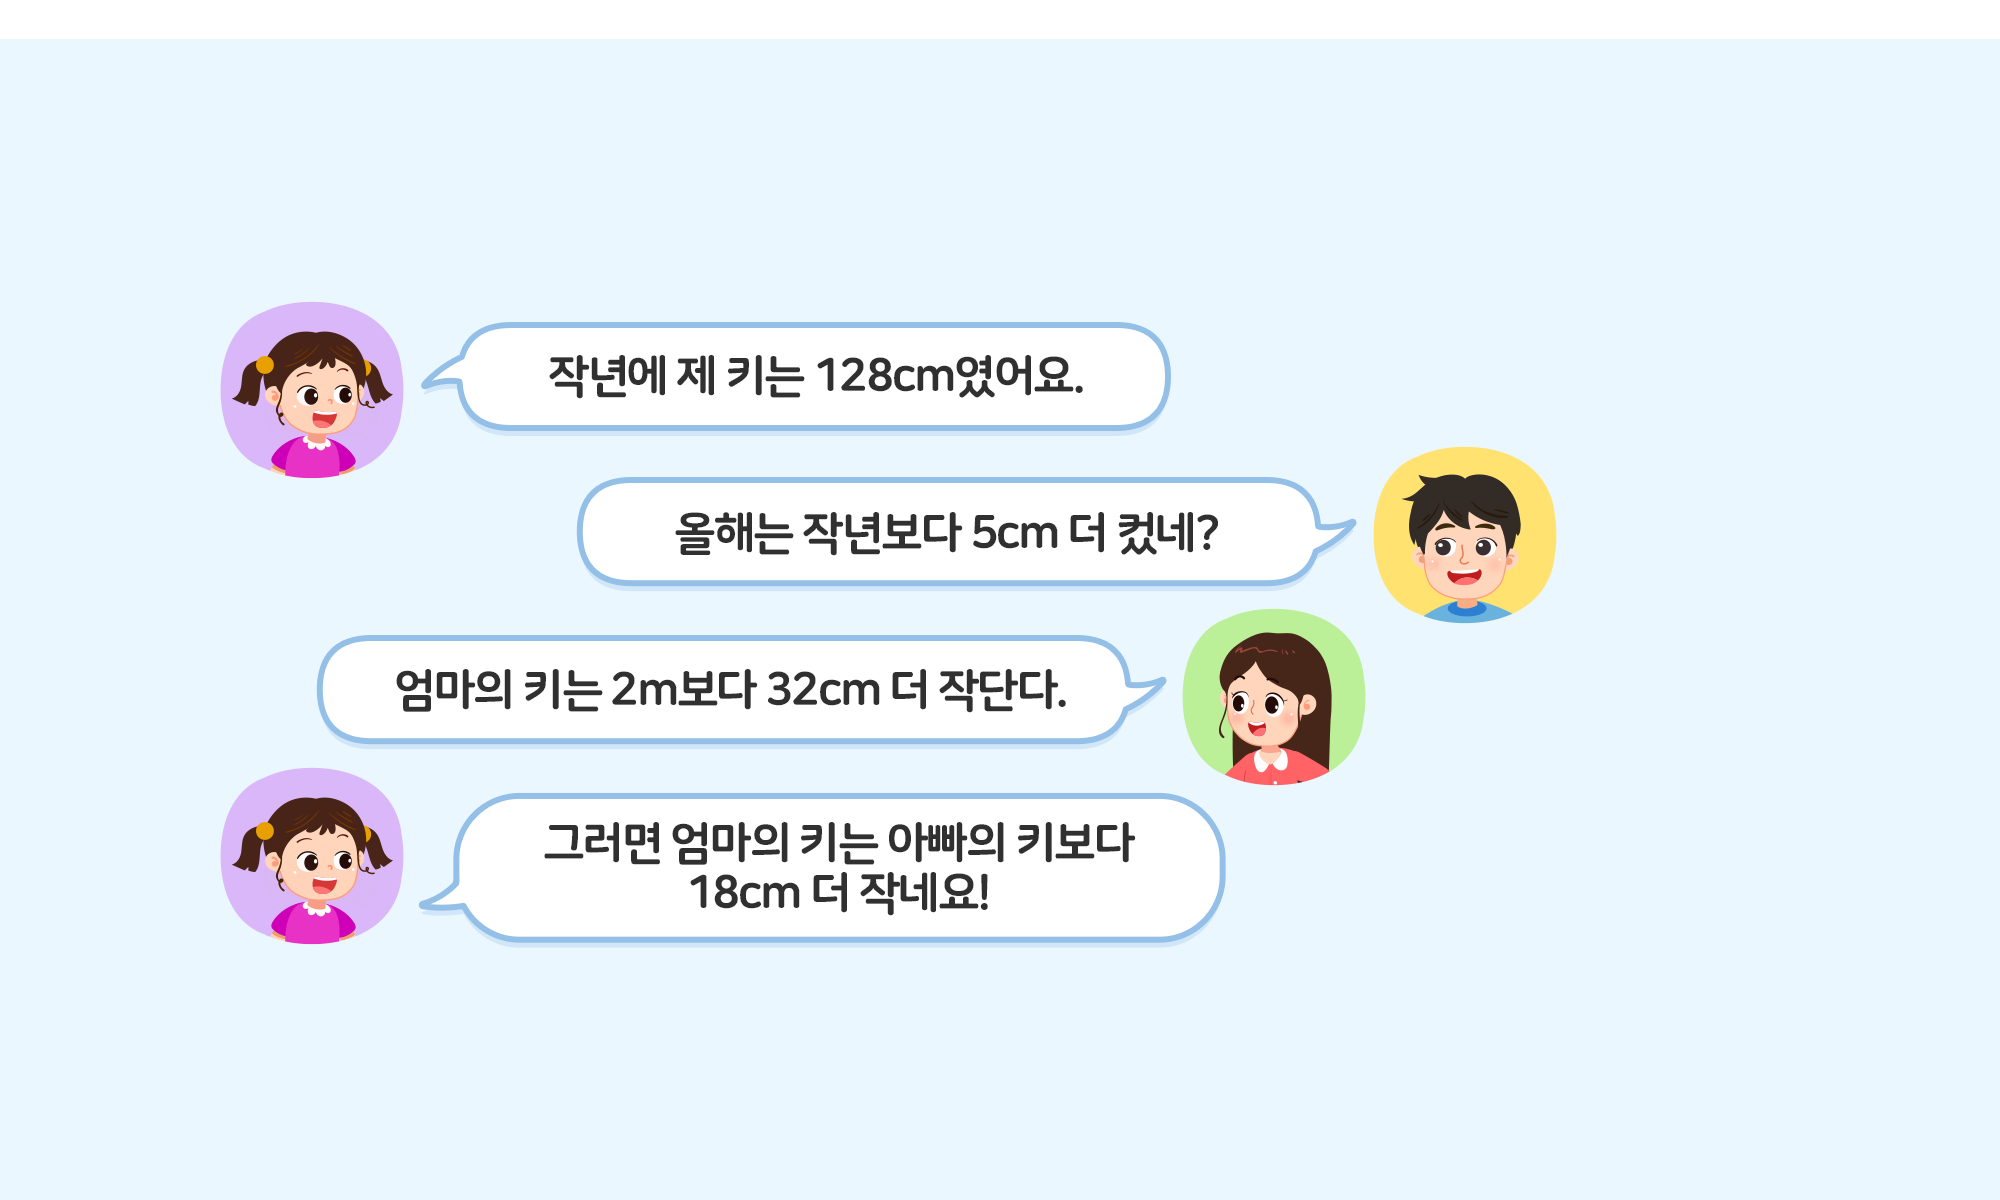 작년에 제 키는 128cm였어요.
올해는 작년보다 5cm 더 컸네?
엄마의 키는 2m보다 32cm 더 작단다.
그러면 엄마의 키는 아빠의 키보다
18cm 더 작네요!